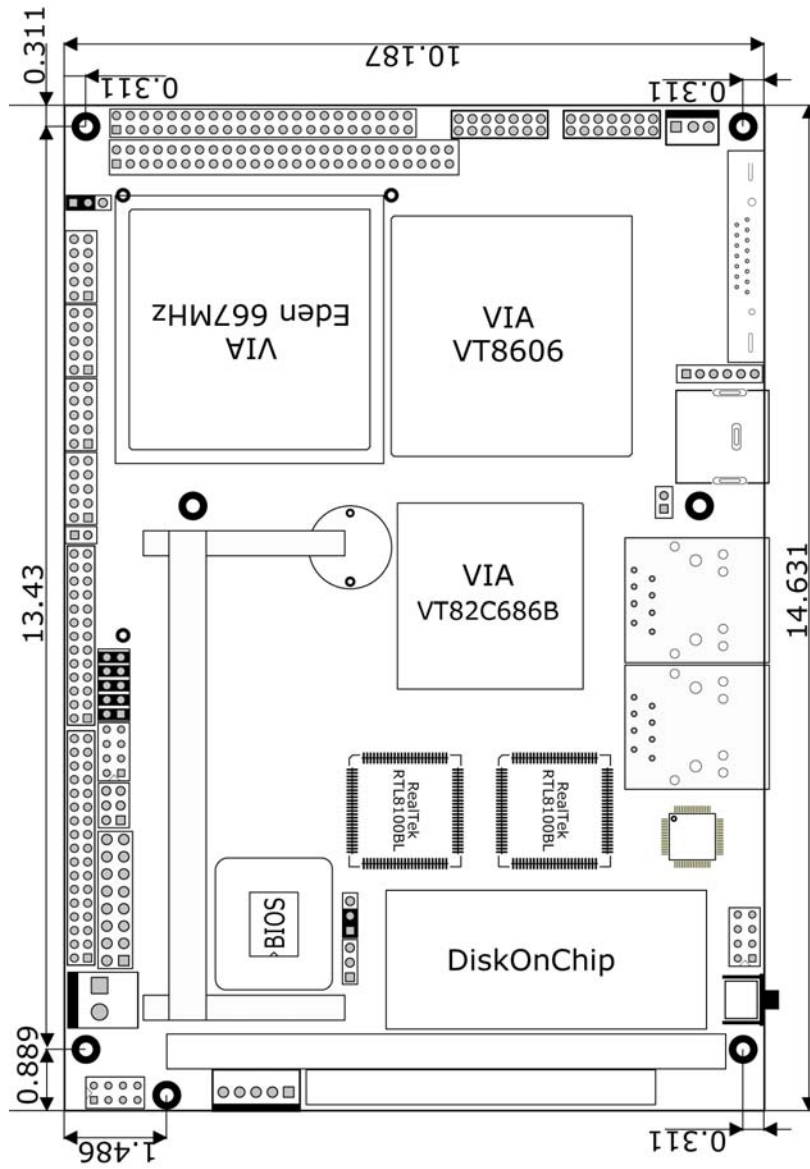 0.311
10.187
0.311
0.311
VIA
Eden 667MHz
VIA
VT8606
13.43
14.631
VIA
VT82C686B
RealTek
RTL8100BL
RealTek
RTL8100BL
BIOS
DiskOnChip
0.889
1.486
0.311